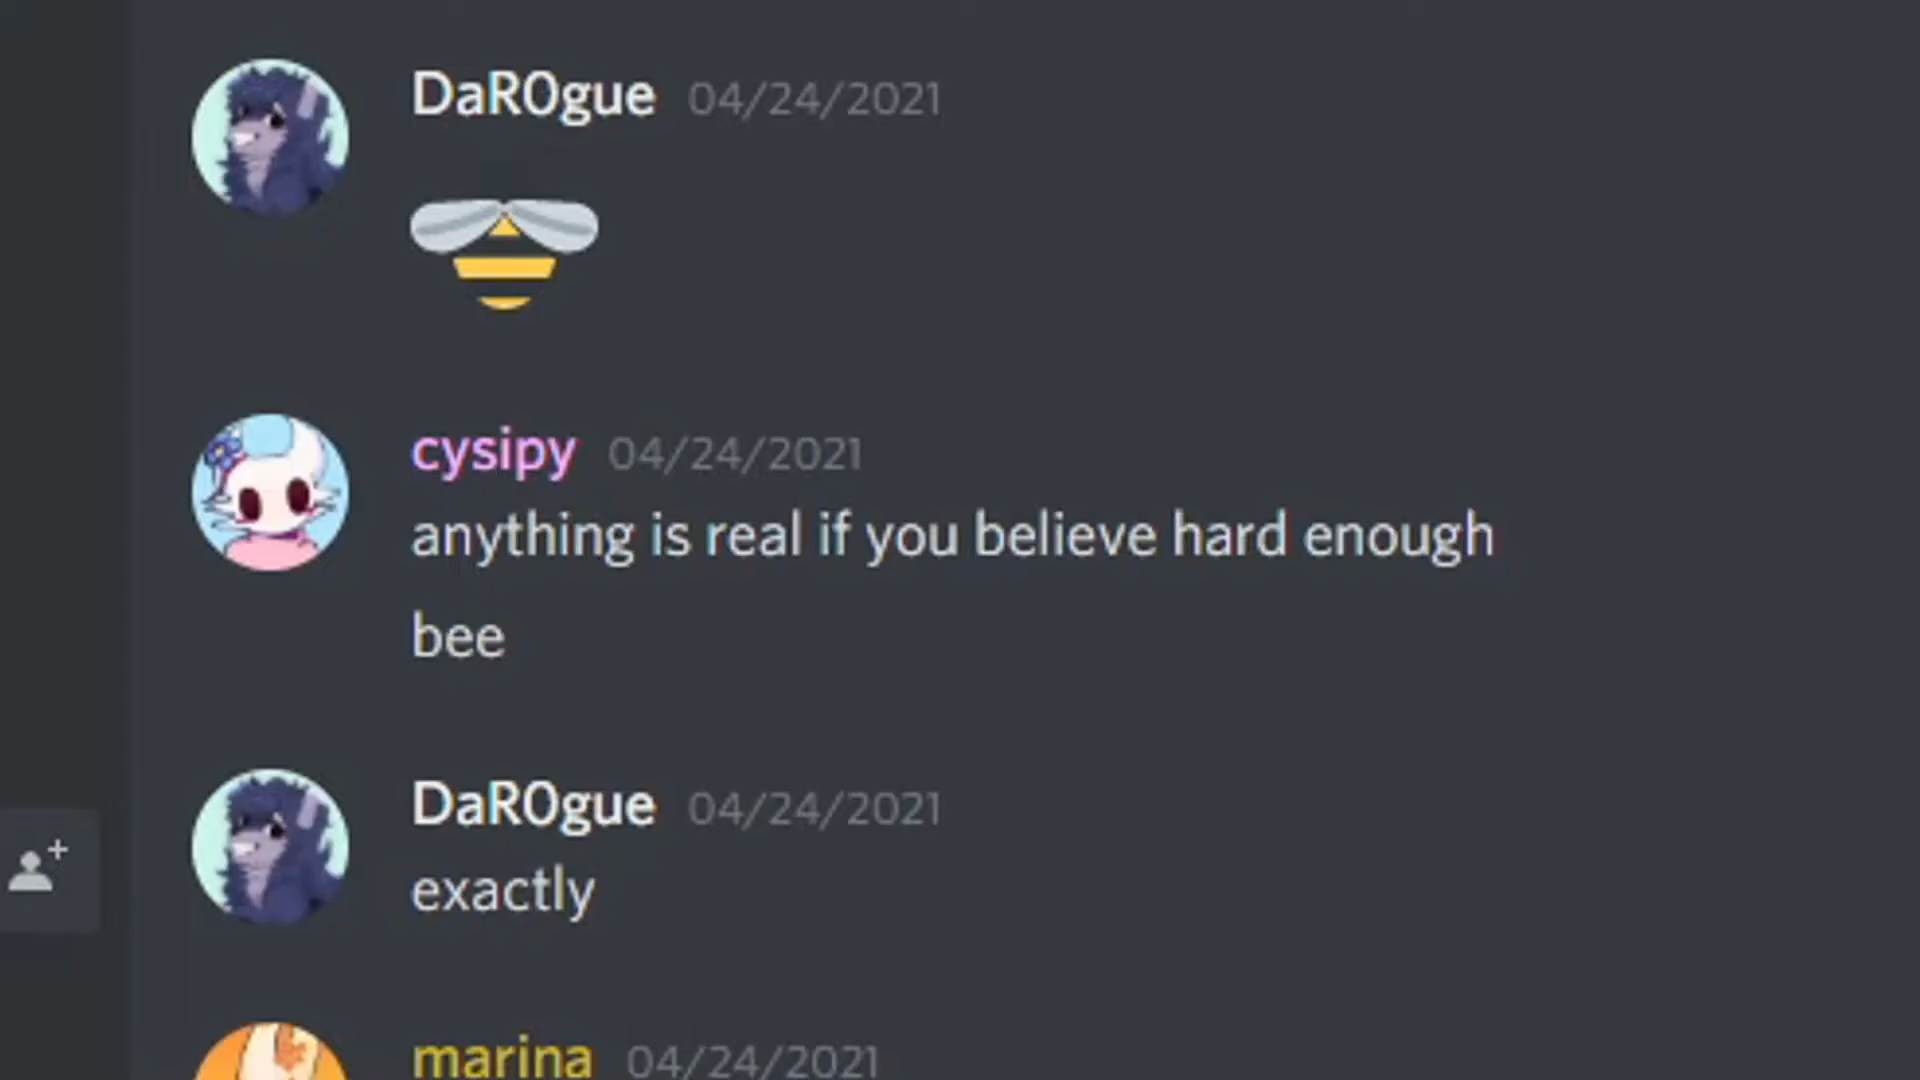 DaR0gue 04/24/2021
cysipy 04/24/2021
anything is real if you believe hard enough
bee
DaR0gue 04/24/2021
exactly
marina 04/24/2021